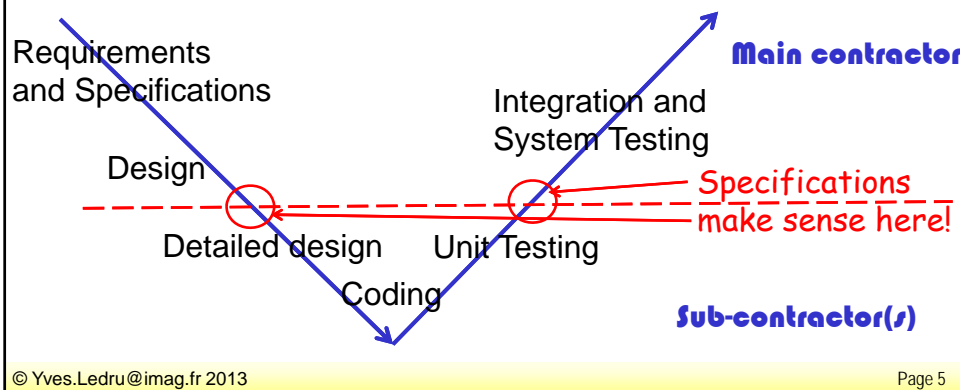 Requirements
and Specifications
Main contractor
Integration and
System Testing
Design
Specifications
make sense here!
Detailed design
Unit Testing
Coding
Sub-contractor(s)
© Yves.Ledru@imag.fr 2013
Page 5